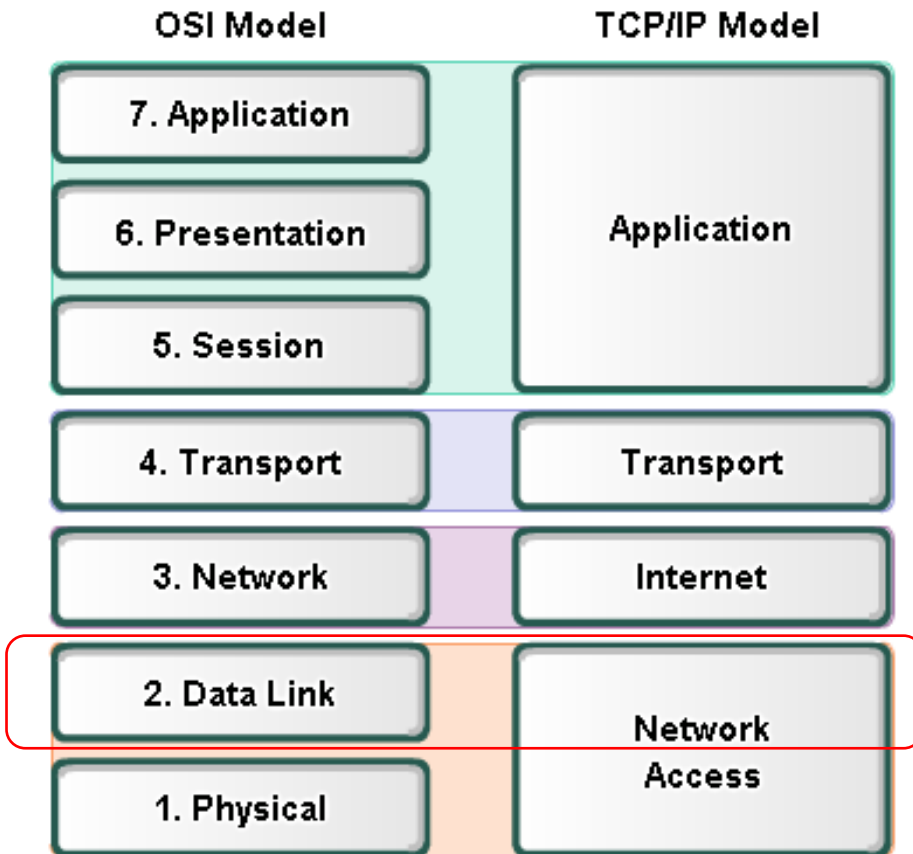 OSI Model
TCP/IP Model
7. Application
6. Presentation
5. Session
Application
4. Transport
Transport
3. Network
Internet
2. Data Link
1. Physical
Network
Access